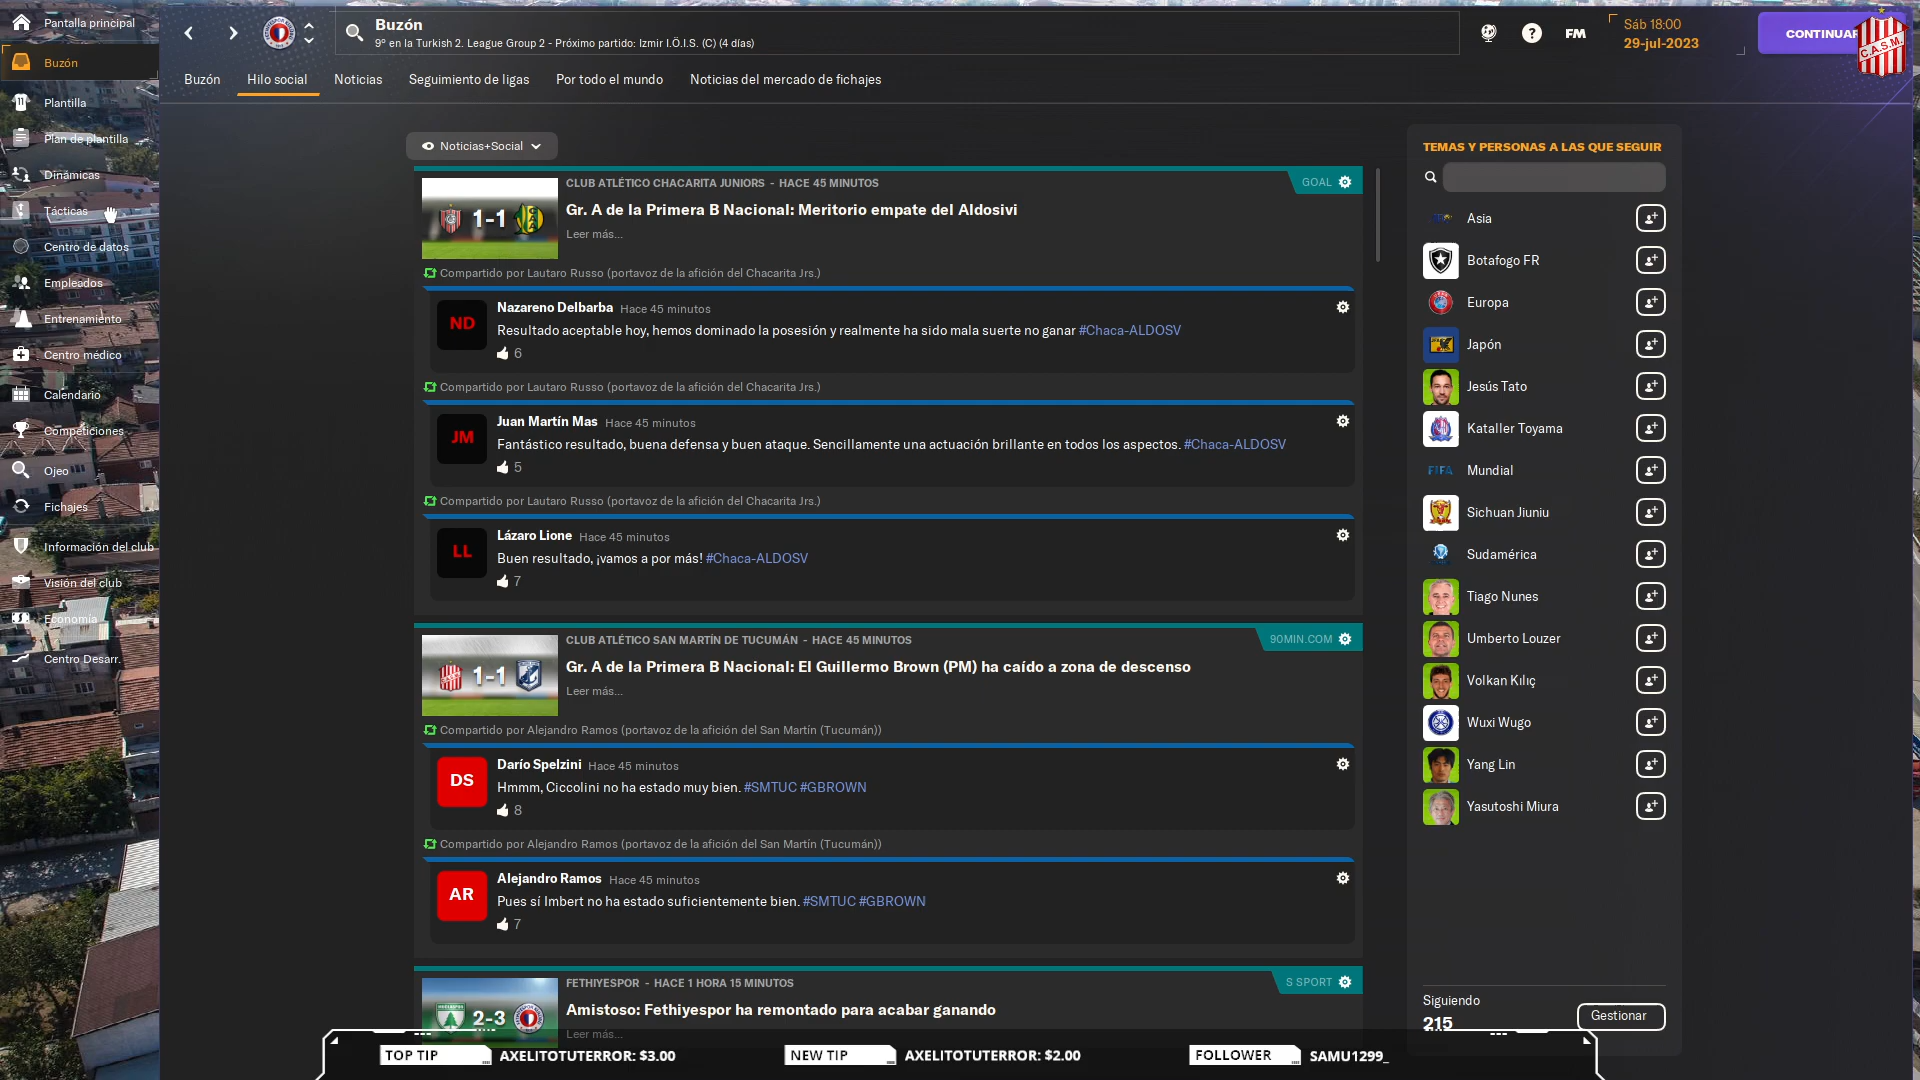 Pantalla principal
Buzón
Plantilla
Plan de plantilla
Dinámicas
Tácticas
Centro de datos
Empleados
Entrenamiento
Centro médico
Calendario
Competiciones
Ojeo
Fichajes
Información del club
Visión del club
Economía
Centro Desarr.
Buzón
9º en la Turkish 2. League Group 2 - Próximo partido: Izmir I.Ö.I.S. (C) (4 días)
FM
Sáb 18:00
29-jul-2023
CONTINUAR
C.A.S.M.
Buzón
Hilo social
Noticias
Seguimiento de ligas
Por todo el mundo
Noticias del mercado de fichajes
Noticias+Social
CLUB ATLÉTICO CHACARITA JUNIORS - HACE 45 MINUTOS
GOAL
1-1
Gr. A de la Primera B Nacional: Meritorio empate del Aldosivi
Leer más...
Compartido por Lautaro Russo (portavoz de la afición del Chacarita Jrs.)
ND
Nazareno Delbarba Hace 45 minutos
Resultado aceptable hoy, hemos dominado la posesión y realmente ha sido mala suerte no ganar #Chaca-ALDOSV
6
Compartido por Lautaro Russo (portavoz de la afición del Chacarita Jrs.)
JM
Juan Martín Mas Hace 45 minutos
Fantástico resultado, buena defensa y buen ataque. Sencillamente una actuación brillante en todos los aspectos. #Chaca-ALDOSV
5
Compartido por Lautaro Russo (portavoz de la afición del Chacarita Jrs.)
LL
Lázaro Lione Hace 45 minutos
Buen resultado, ¡vamos a por más! #Chaca-ALDOSV
7
CLUB ATLÉTICO SAN MARTÍN DE TUCUMÁN - HACE 45 MINUTOS
90MIN.COM
1-1
Gr. A de la Primera B Nacional: El Guillermo Brown (PM) ha caído a zona de descenso
Leer más...
Compartido por Alejandro Ramos (portavoz de la afición del San Martín (Tucumán))
DS
Darío Spelzini Hace 45 minutos
Hmmm, Ciccolini no ha estado muy bien. #SMTUC #GBROWN
8
Compartido por Alejandro Ramos (portavoz de la afición del San Martín (Tucumán))
AR
Alejandro Ramos Hace 45 minutos
Pues sí Imbert no ha estado suficientemente bien. #SMTUC #GBROWN
7
FETHIYESPOR - HACE 1 HORA 15 MINUTOS
S SPORT
2-3
Amistoso: Fethiyespor ha remontado para acabar ganando
Leer más...
TEMAS Y PERSONAS A LAS QUE SEGUIR
Asia
Botafogo FR
Europa
Japón
Jesús Tato
Kataller Toyama
FIFA
Mundial
Sichuan Jiuniu
Sudamérica
Tiago Nunes
Umberto Louzer
Volkan Kılıç
Wuxi Wugo
Yang Lin
Yasutoshi Miura
Siguiendo
215
Gestionar
TOP TIP
AXELITOTUTERROR: $3.00
NEW TIP
AXELITOTUTERROR: $2.00
FOLLOWER
SAMU1299_